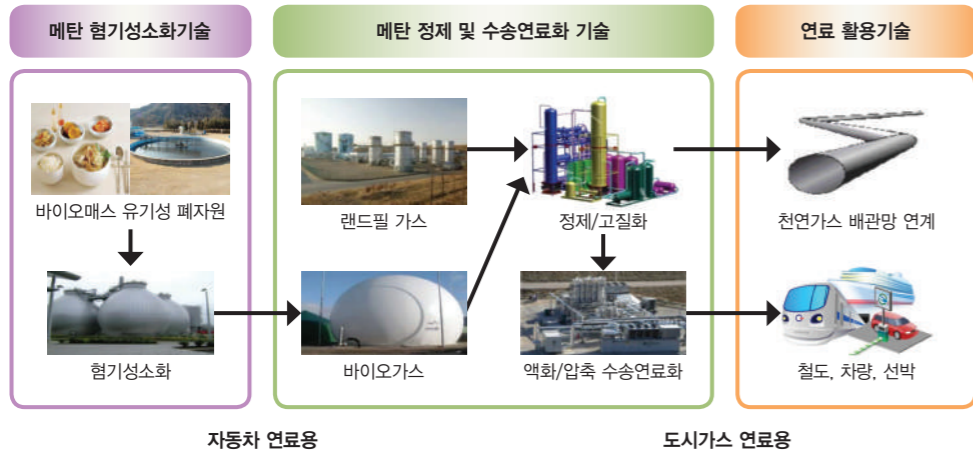 메탄 혐기성소화기술
메탄 정제 및 수송연료화 기술
연료 활용기술
바이오매스 유기성 폐자원
랜드필 가스
정제/고질화
천연가스 배관망 연계
혐기성소화
바이오가스
액화/압축 수송연료화
철도, 차량, 선박
자동차 연료용
도시가스 연료용